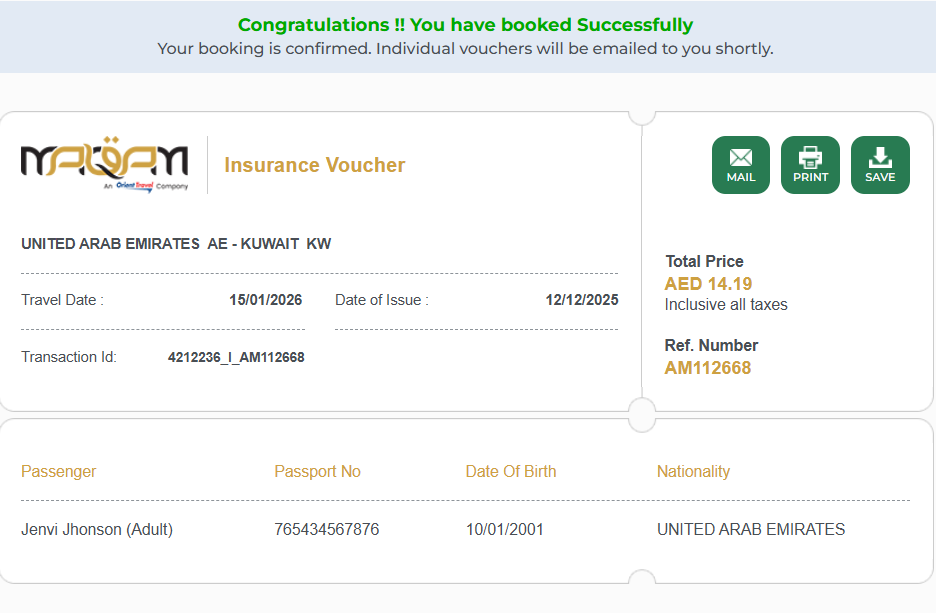 Congratulations !! You have booked Successfully
Your booking is confirmed. Individual vouchers will be emailed to you shortly.
MAQAM
An Orient Travel Company
Insurance Voucher
MAIL
PRINT
SAVE
UNITED ARAB EMIRATES AE - KUWAIT KW
Travel Date : 15/01/2026
Date of Issue : 12/12/2025
Transaction Id: 4212236_I_AM112668
Total Price
AED 14.19
Inclusive all taxes
Ref. Number
AM112668
Passenger Passport No Date Of Birth Nationality
Jenvi Jhonson (Adult) 765434567876 10/01/2001 UNITED ARAB EMIRATES